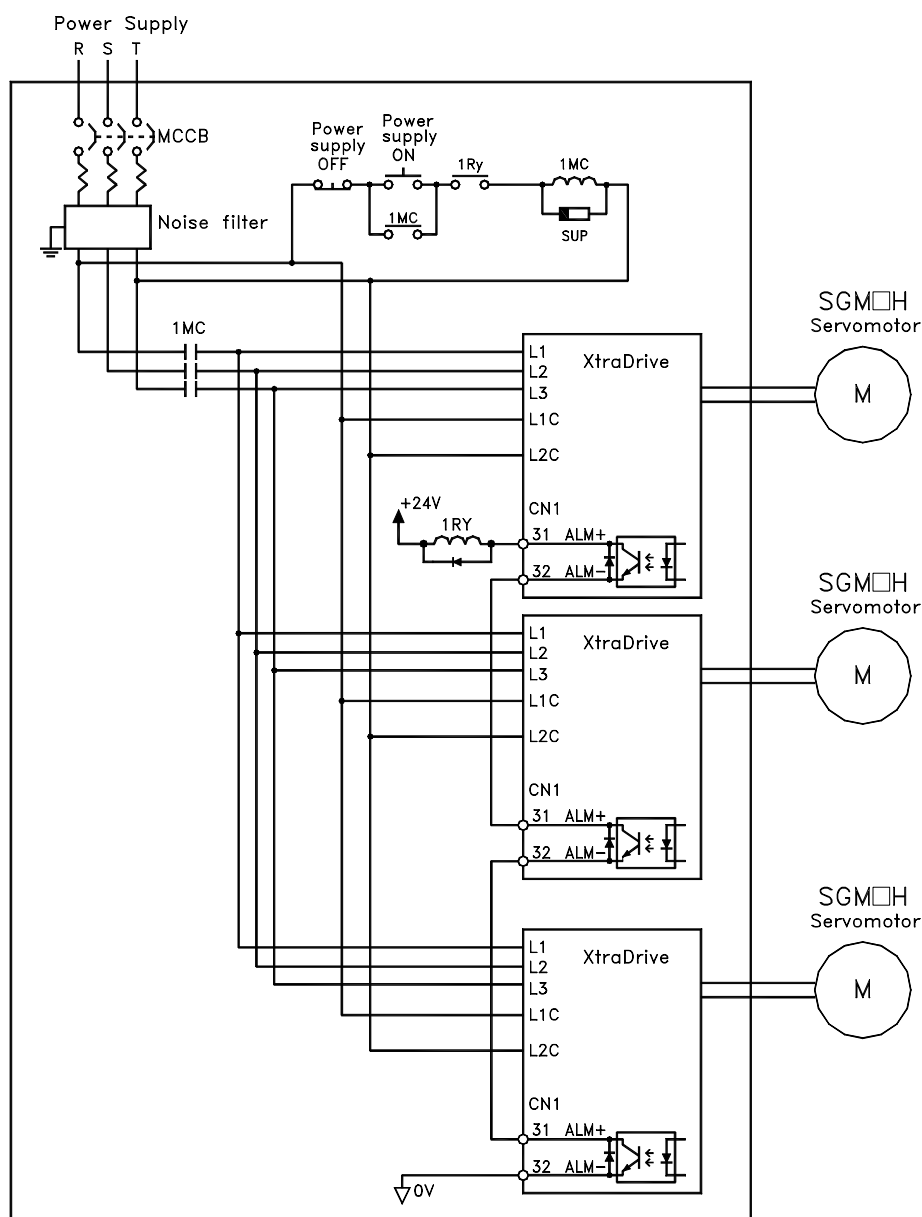 Power Supply
R S T
MCCB
Power
supply
OFF
Power
supply
ON
1Ry
1MC
1MC
SUP
Noise filter
1MC
SGM□H
Servomotor
M
XtraDrive
L1
L2
L3
L1C
L2C
+24V
1RY
CN1
31 ALM+
32 ALM-
SGM□H
Servomotor
M
XtraDrive
L1
L2
L3
L1C
L2C
CN1
31 ALM+
32 ALM-
SGM□H
Servomotor
M
XtraDrive
L1
L2
L3
L1C
L2C
CN1
31 ALM+
32 ALM-
0V